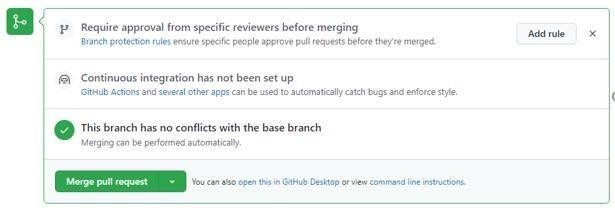 Require approval from specific reviewers before merging
Branch protection rules ensure specific people approve pull requests before they're merged.
Add rule
Continuous integration has not been set up
GitHub Actions and several other apps can be used to automatically catch bugs and enforce style.
This branch has no conflicts with the base branch
Merging can be performed automatically.
Merge pull request
You can also open this in GitHub Desktop or view command line instructions.